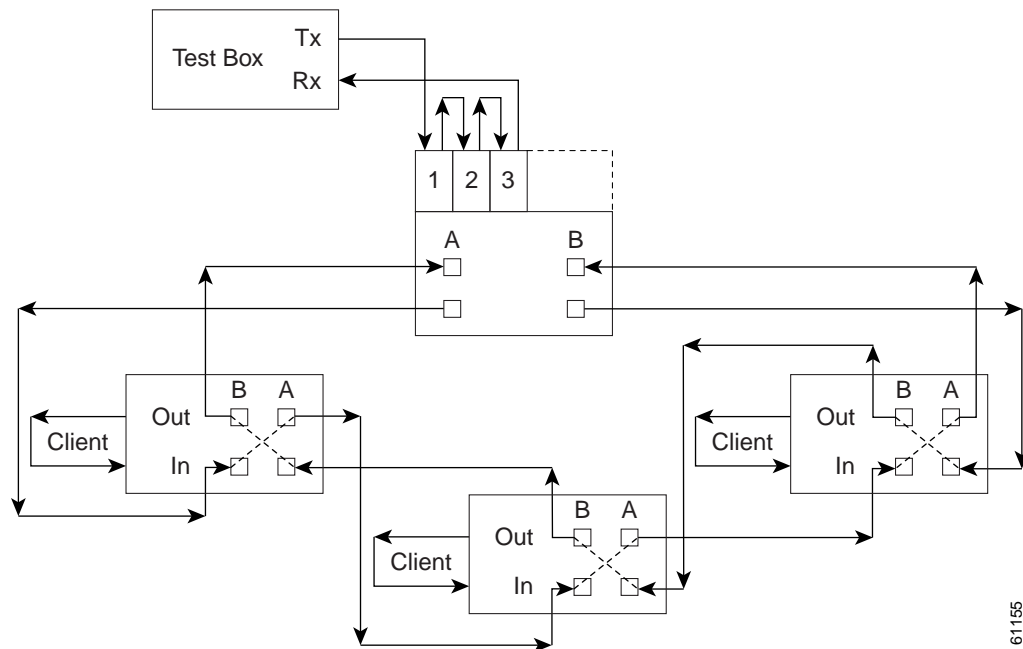 Test Box
Tx
Rx
1 2 3
A B
B A
Out
Client
In
B A
Out
Client
In
B A
Out
Client
In
61155